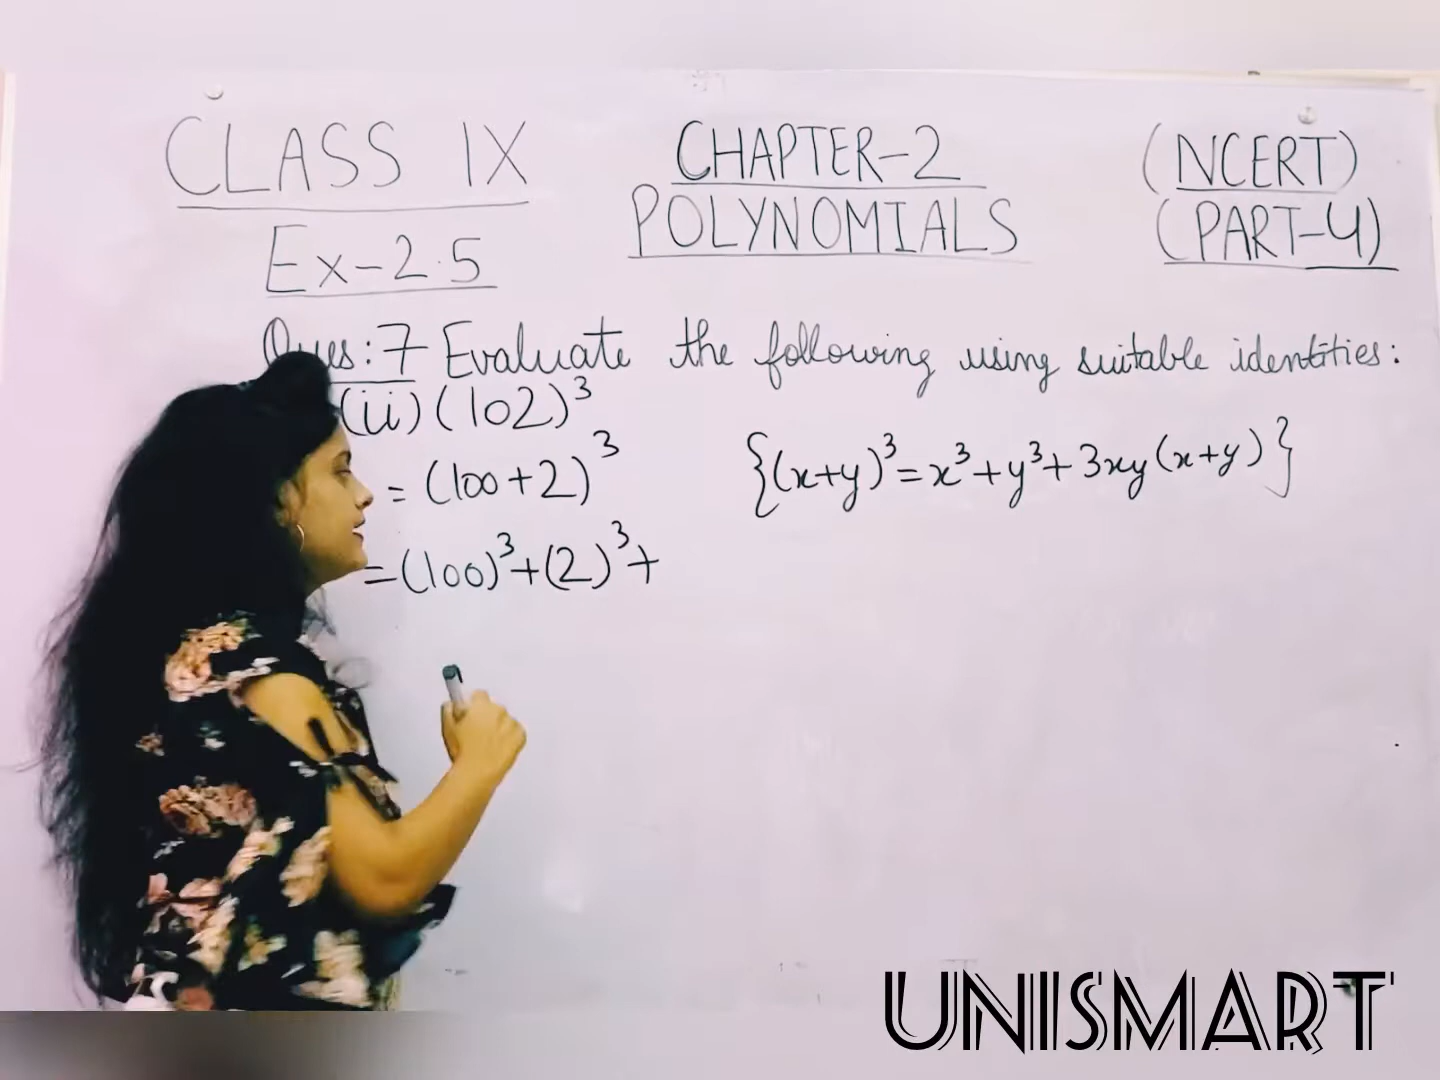 CLASS IX
CHAPTER-2
(NCERT)
POLYNOMIALS
(PART-4)
Ex-2.5
Ques:7 Evaluate the following using suitable identities:
(ii) (102)³
= (100+2)³ {(x+y)³=x³+y³+3xy(x+y)}
=(100)³+(2)³+
UNISMART